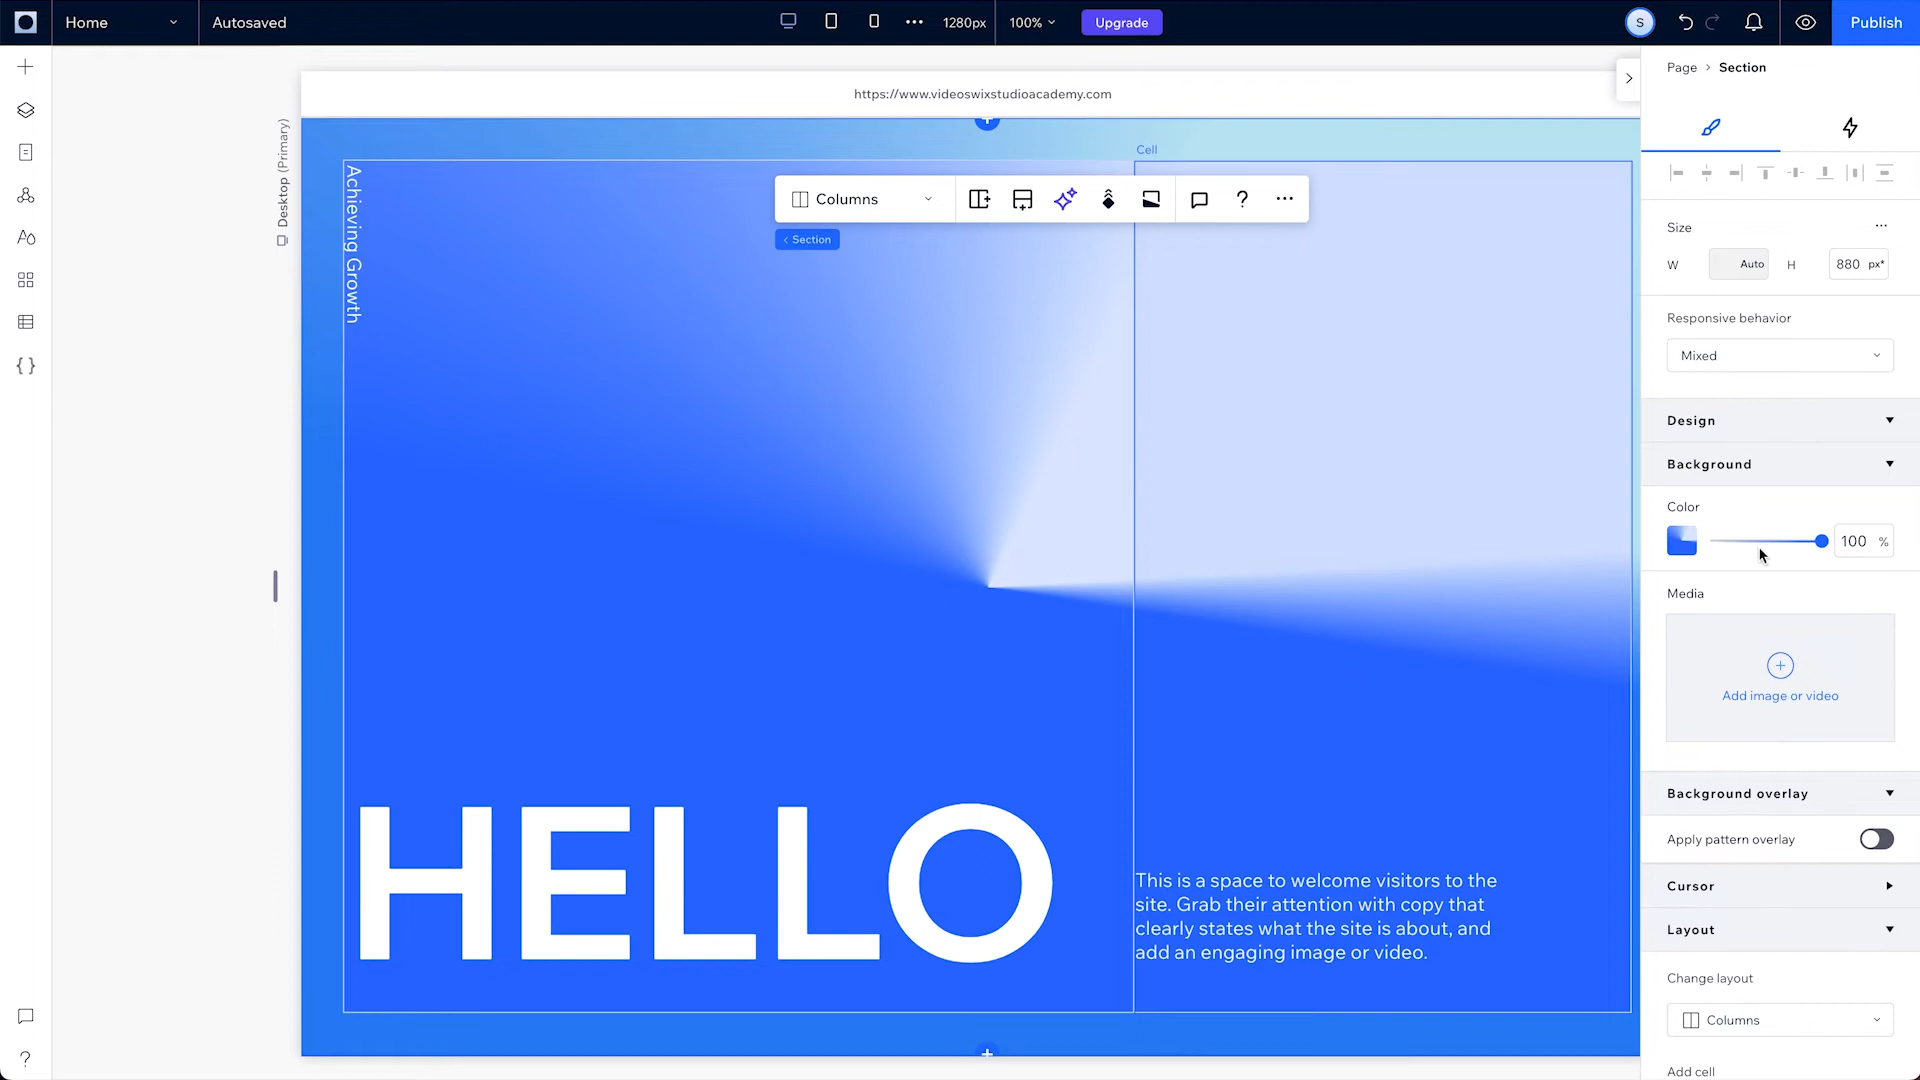 Home
Autosaved
1280px
100%
Upgrade
S
Publish
https://www.videoswixstudioacademy.com
Desktop (Primary)
Cell
Columns
Section
Achieving Growth
HELLO
This is a space to welcome visitors to the
site. Grab their attention with copy that
clearly states what the site is about, and
add an engaging image or video.
Page > Section
Size
W Auto H 880 px*
Responsive behavior
Mixed
Design
Background
Color
100 %
Media
Add image or video
Background overlay
Apply pattern overlay
Cursor
Layout
Change layout
Columns
Add cell